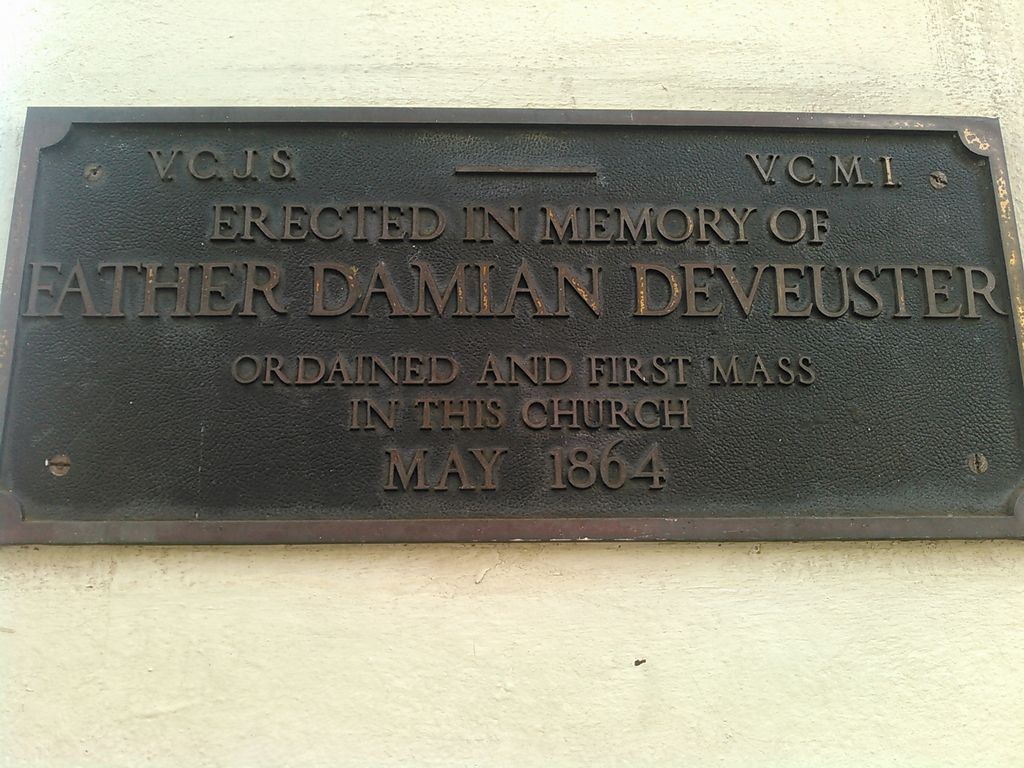 V.C.J.S. V.C.M.I.
ERECTED IN MEMORY OF
FATHER DAMIAN DEVEUSTER
ORDAINED AND FIRST MASS
IN THIS CHURCH
MAY 1864